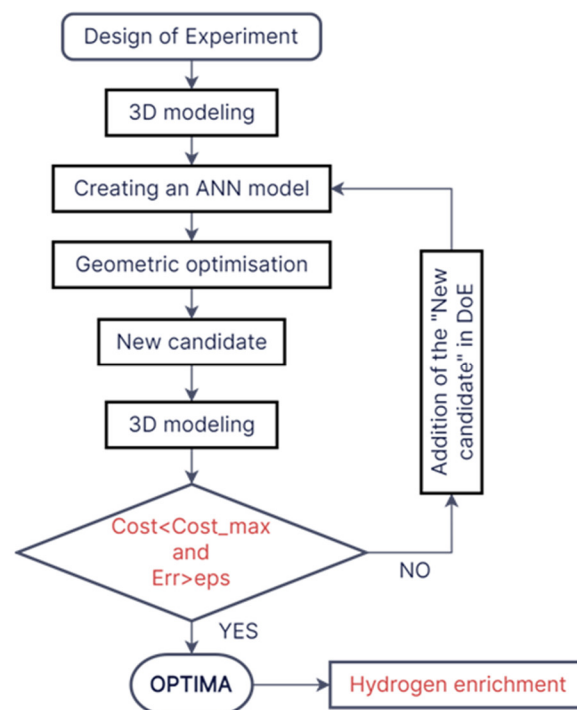 Design of Experiment
3D modeling
Creating an ANN model
Geometric optimisation
New candidate
3D modeling
Cost<Cost_max
and
Err>eps
NO
Addition of the "New
candidate" in DoE
YES
OPTIMA
Hydrogen enrichment